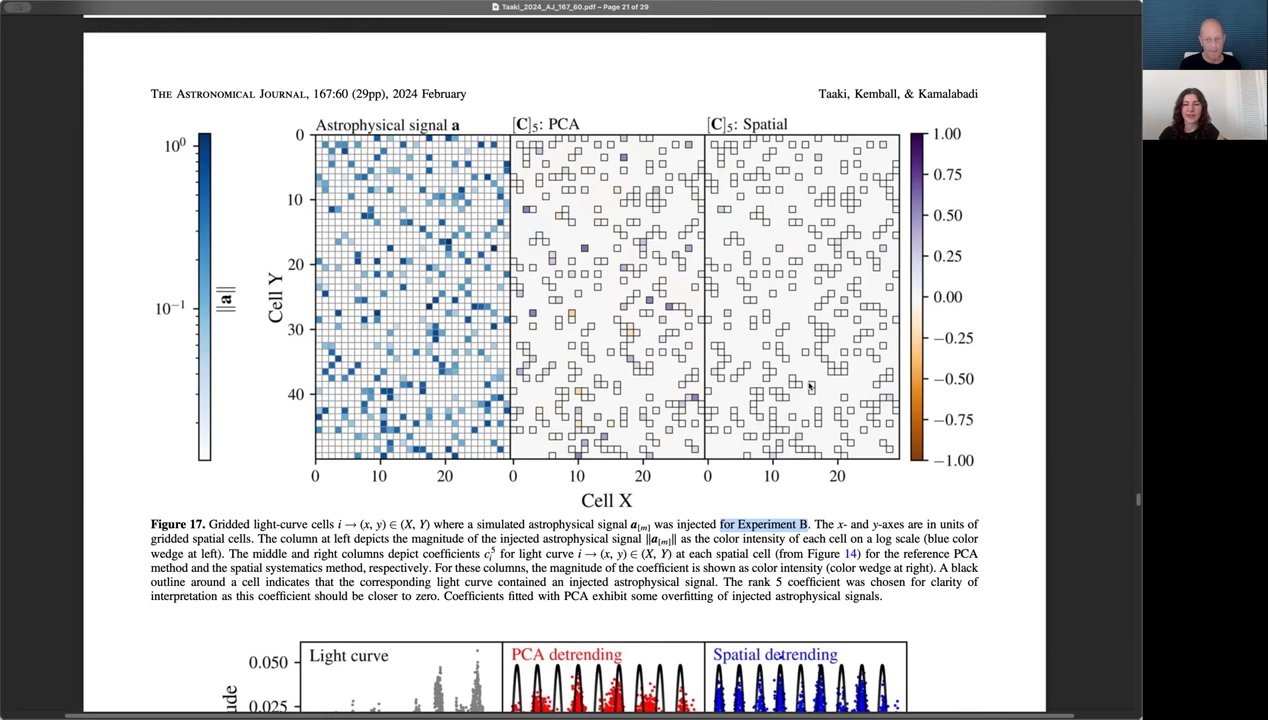 Taaki_2024_AJ_167_60.pdf – Page 21 of 29
THE ASTRONOMICAL JOURNAL, 167:60 (29pp), 2024 February
Taaki, Kemball, & Kamalabadi
Astrophysical signal a
[C]₅: PCA
[C]₅: Spatial
10⁰
10⁻¹
||a||
Cell Y
0
10
20
30
40
0 10 20 0 10 20 0 10 20
Cell X
1.00
0.75
0.50
0.25
0.00
−0.25
−0.50
−0.75
−1.00
Figure 17. Gridded light-curve cells i → (x, y) ∈ (X, Y) where a simulated astrophysical signal a[m] was injected for Experiment B. The x- and y-axes are in units of
gridded spatial cells. The column at left depicts the magnitude of the injected astrophysical signal ||a[m]|| as the color intensity of each cell on a log scale (blue color
wedge at left). The middle and right columns depict coefficients cᵢ⁵ for light curve i → (x, y) ∈ (X, Y) at each spatial cell (from Figure 14) for the reference PCA
method and the spatial systematics method, respectively. For these columns, the magnitude of the coefficient is shown as color intensity (color wedge at right). A black
outline around a cell indicates that the corresponding light curve contained an injected astrophysical signal. The rank 5 coefficient was chosen for clarity of
interpretation as this coefficient should be closer to zero. Coefficients fitted with PCA exhibit some overfitting of injected astrophysical signals.
Light curve
PCA detrending
Spatial detrending
0.050
0.025